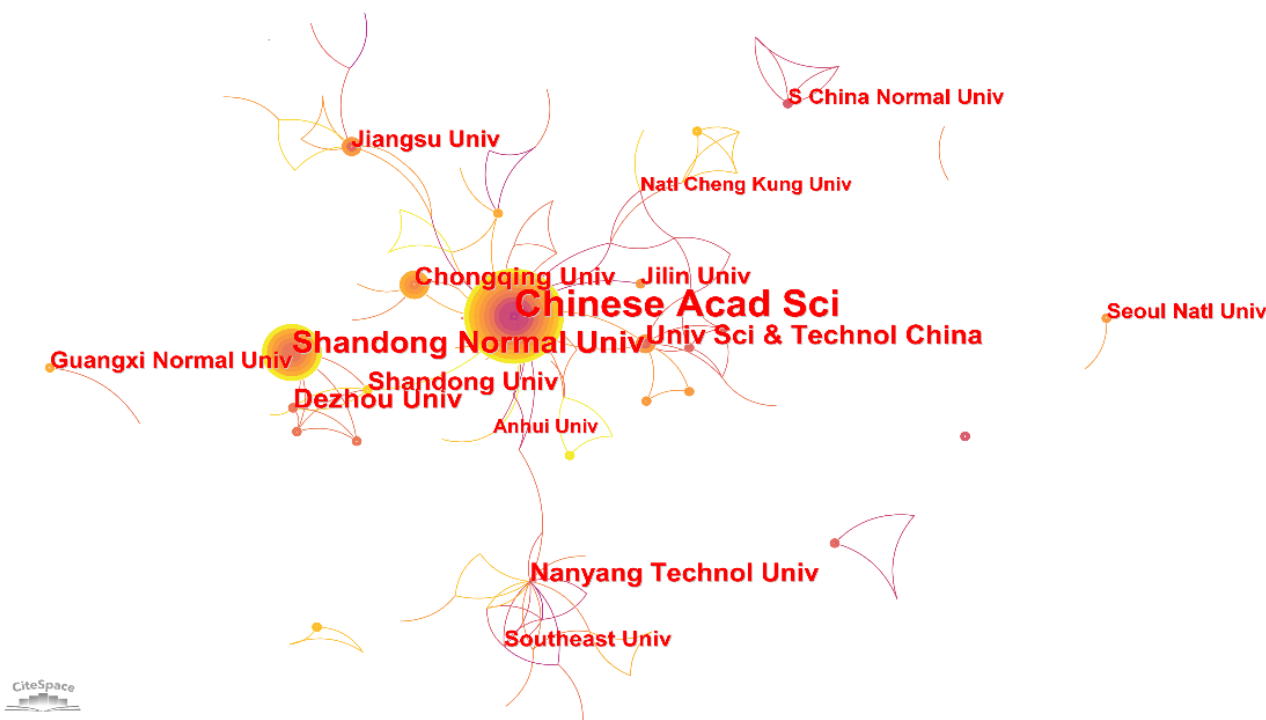 S China Normal Univ
Jiangsu Univ
Natl Cheng Kung Univ
Chongqing Univ
Jilin Univ
Chinese Acad Sci
Seoul Natl Univ
Shandong Normal Univ
Univ Sci & Technol China
Guangxi Normal Univ
Shandong Univ
Dezhou Univ
Anhui Univ
Nanyang Technol Univ
Southeast Univ
CiteSpace